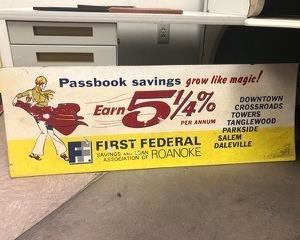 Passbook savings grow like magic!
Earn 5 1/4%
PER ANNUM
FIRST FEDERAL
SAVINGS AND LOAN
ASSOCIATION OF ROANOKE
DOWNTOWN
CROSSROADS
TOWERS
TANGLEWOOD
PARKSIDE
SALEM
DALEVILLE